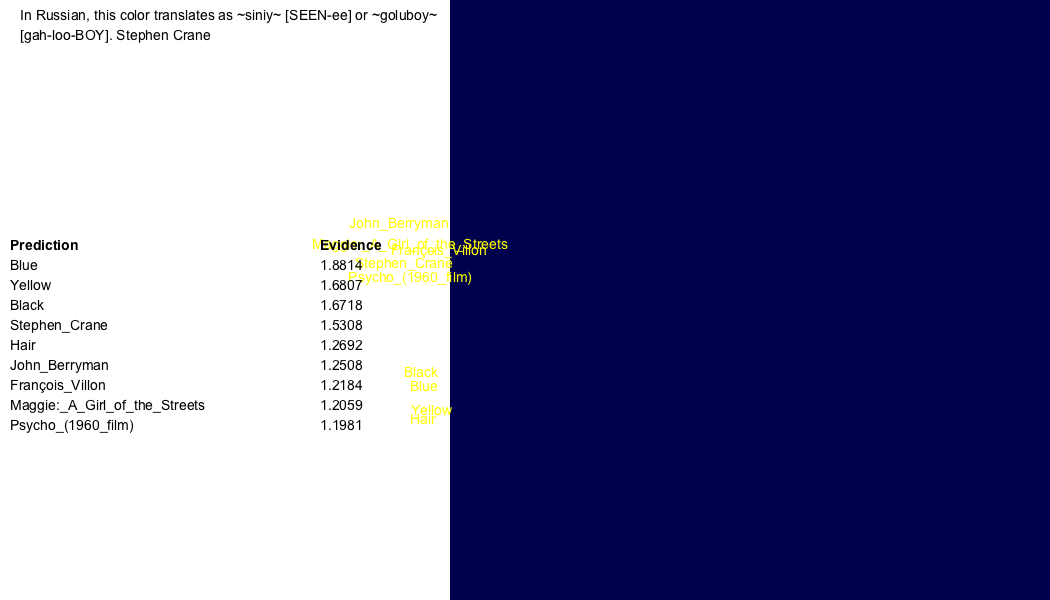 In Russian, this color translates as ~siniy~ [SEEN-ee] or ~goluboy~
[gah-loo-BOY]. Stephen Crane
John_Berryman
Prediction Evidence
Maggie:_A_Girl_of_the_Streets
François_Villon
Blue 1.8814
Stephen_Crane
Psycho_(1960_film)
Yellow 1.6807
Black 1.6718
Stephen_Crane 1.5308
Hair 1.2692
John_Berryman 1.2508
Black
François_Villon 1.2184
Blue
Maggie:_A_Girl_of_the_Streets 1.2059
Yellow
Hair
Psycho_(1960_film) 1.1981